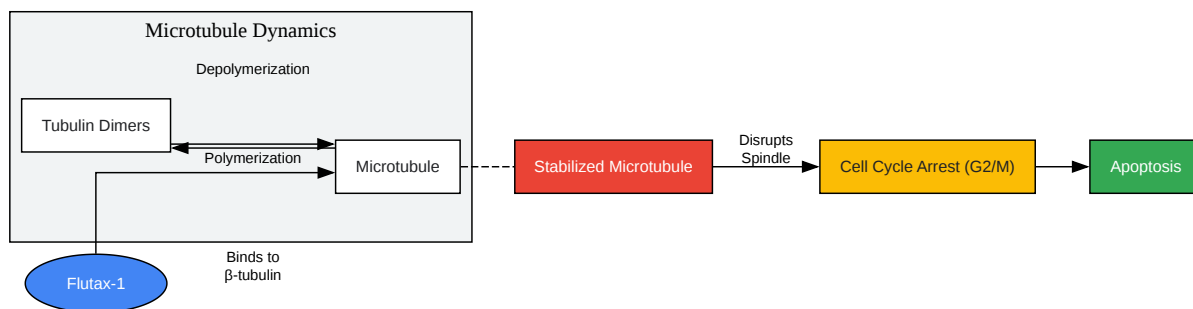 Microtubule Dynamics
Depolymerization
Tubulin Dimers
Polymerization
Microtubule
Stabilized Microtubule
Disrupts
Spindle
Cell Cycle Arrest (G2/M)
Apoptosis
Binds to
β-tubulin
Flutax-1